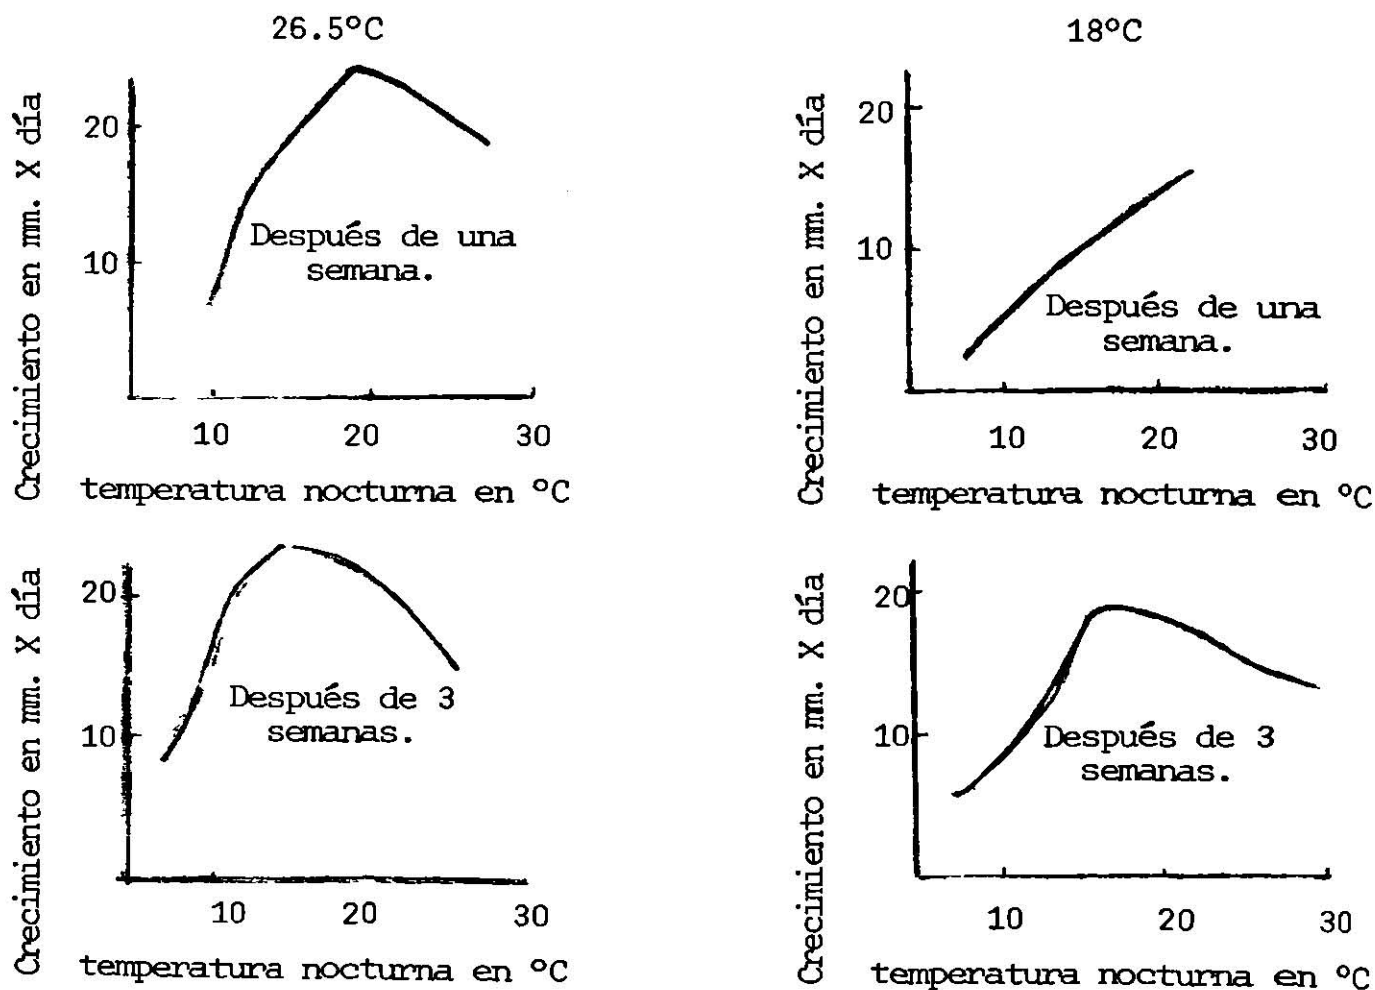 26.5°C
Crecimiento en mm. X día
20
10
Después de una
semana.
10 20 30
temperatura nocturna en °C
18°C
Crecimiento en mm. X día
20
10
Después de una
semana.
10 20 30
temperatura nocturna en °C
Crecimiento en mm. X día
20
10
Después de 3
semanas.
10 20 30
temperatura nocturna en °C
Crecimiento en mm. X día
20
10
Después de 3
semanas.
10 20 30
temperatura nocturna en °C